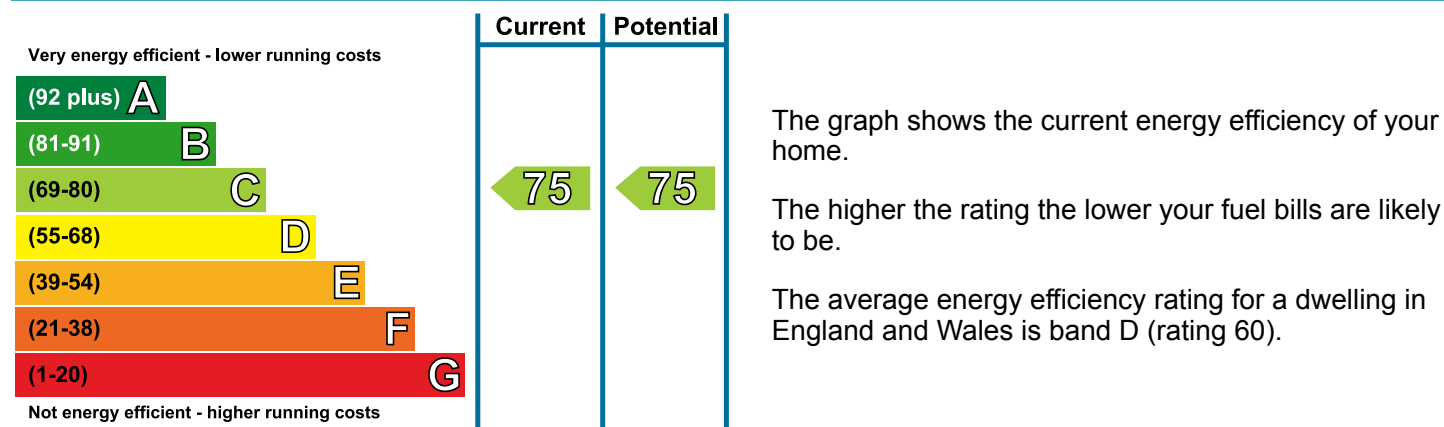 Current Potential
Very energy efficient - lower running costs
(92 plus) A
(81-91) B
(69-80) C
75 75
(55-68) D
(39-54) E
(21-38) F
(1-20) G
Not energy efficient - higher running costs
The graph shows the current energy efficiency of your
home.
The higher the rating the lower your fuel bills are likely
to be.
The average energy efficiency rating for a dwelling in
England and Wales is band D (rating 60).